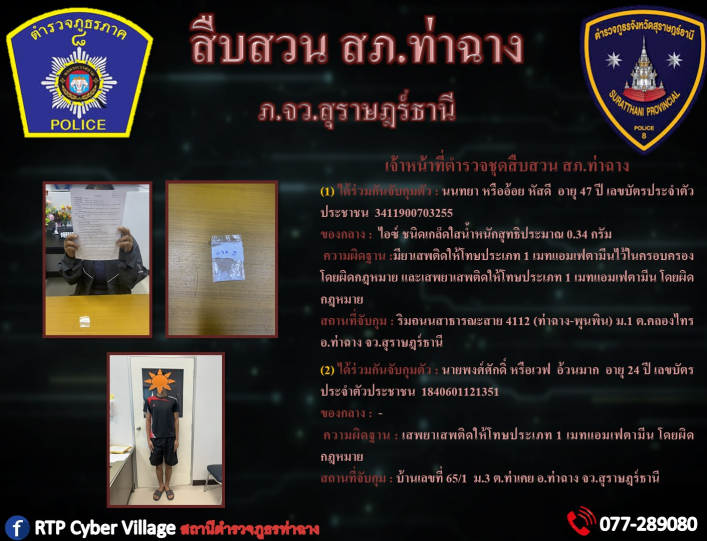 ตำรวจภูธรภาค
๘
POLICE
สืบสวน สภ.ท่าฉาง
ภ.จว.สุราษฎร์ธานี
ตำรวจภูธรจังหวัดสุราษฎร์ธานี
SURATTHANI PROVINCIAL
POLICE
8
เจ้าหน้าที่ตำรวจชุดสืบสวน สภ.ท่าฉาง
(1) ได้ร่วมกันจับกุมตัว : นนทยา หรืออ้อย หัสดี อายุ 47 ปี เลขบัตรประจำตัว
ประชาชน 3411900703255
ของกลาง : ไอซ์ ชนิดเกล็ดใสน้ำหนักสุทธิประมาณ 0.34 กรัม
ความผิดฐาน :มียาเสพติดให้โทษประเภท 1 เมทแอมเฟตามีนไว้ในครอบครอง
โดยผิดกฎหมาย และเสพยาเสพติดให้โทษประเภท 1 เมทแอมเฟตามีน โดยผิด
กฎหมาย
สถานที่จับกุม : ริมถนนสาธารณะสาย 4112 (ท่าฉาง-พุนพิน) ม.1 ต.คลองไทร
อ.ท่าฉาง จว.สุราษฎร์ธานี
(2) ได้ร่วมกันจับกุมตัว : นายพงศ์ศักดิ์ หรือเวฟ อ้วนมาก อายุ 24 ปี เลขบัตร
ประจำตัวประชาชน 1840601121351
ของกลาง : -
ความผิดฐาน : เสพยาเสพติดให้โทษประเภท 1 เมทแอมเฟตามีน โดยผิด
กฎหมาย
สถานที่จับกุม : บ้านเลขที่ 65/1 ม.3 ต.ท่าเคย อ.ท่าฉาง จว.สุราษฎร์ธานี
RTP Cyber Village สถานีตำรวจภูธรท่าฉาง
077-289080